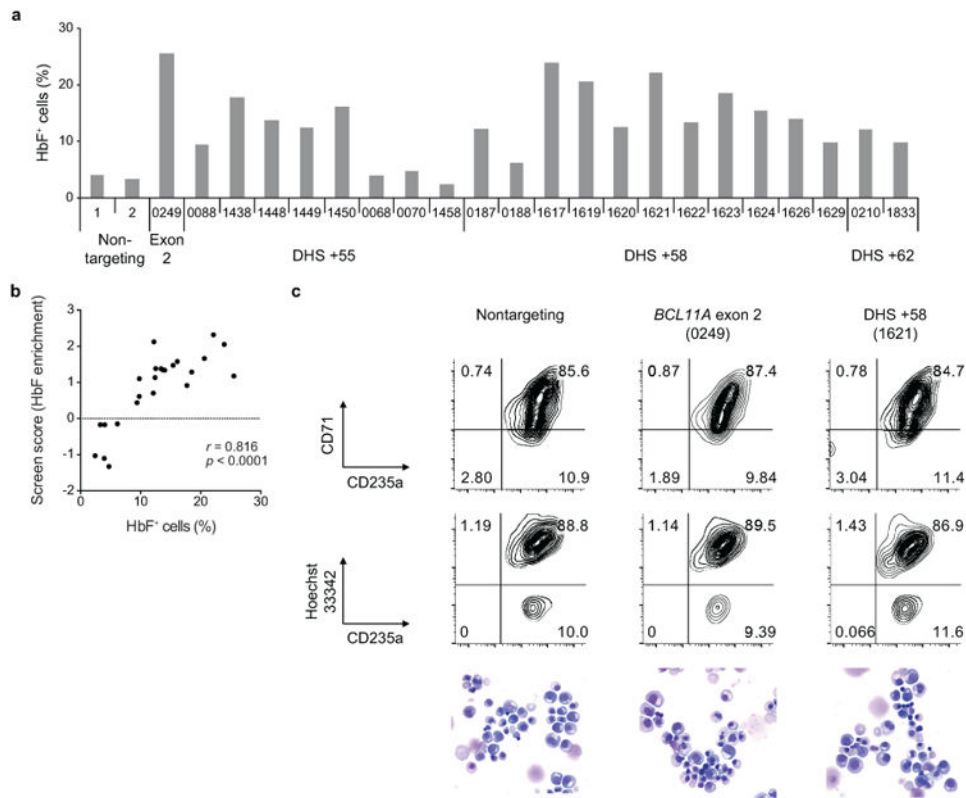 a
HbF⁺ cells (%)
30
20
10
0
1 2 0249 0088 1438 1448 1449 1450 0068 0070 1458 0187 0188 1617 1619 1620 1621 1622 1623 1624 1626 1629 0210 1833
Non-
targeting
Exon
2
DHS +55
DHS +58
DHS +62
b
Screen score (HbF enrichment)
3
2
1
0
-1
-2
r = 0.816
p < 0.0001
0 10 20 30
HbF⁺ cells (%)
c
Nontargeting
BCL11A exon 2
(0249)
DHS +58
(1621)
CD71
CD235a
0.74 85.6
2.80 10.9
0.87 87.4
1.89 9.84
0.78 84.7
3.04 11.4
Hoechst
33342
CD235a
1.19 88.8
0 10.0
1.14 89.5
0 9.39
1.43 86.9
0.066 11.6